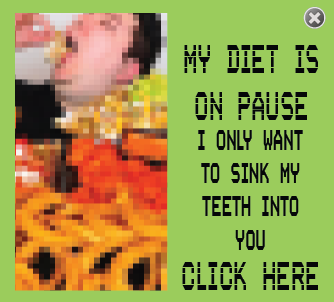 MY DIET IS
ON PAUSE
I ONLY WANT
TO SINK MY
TEETH INTO
YOU
CLICK HERE